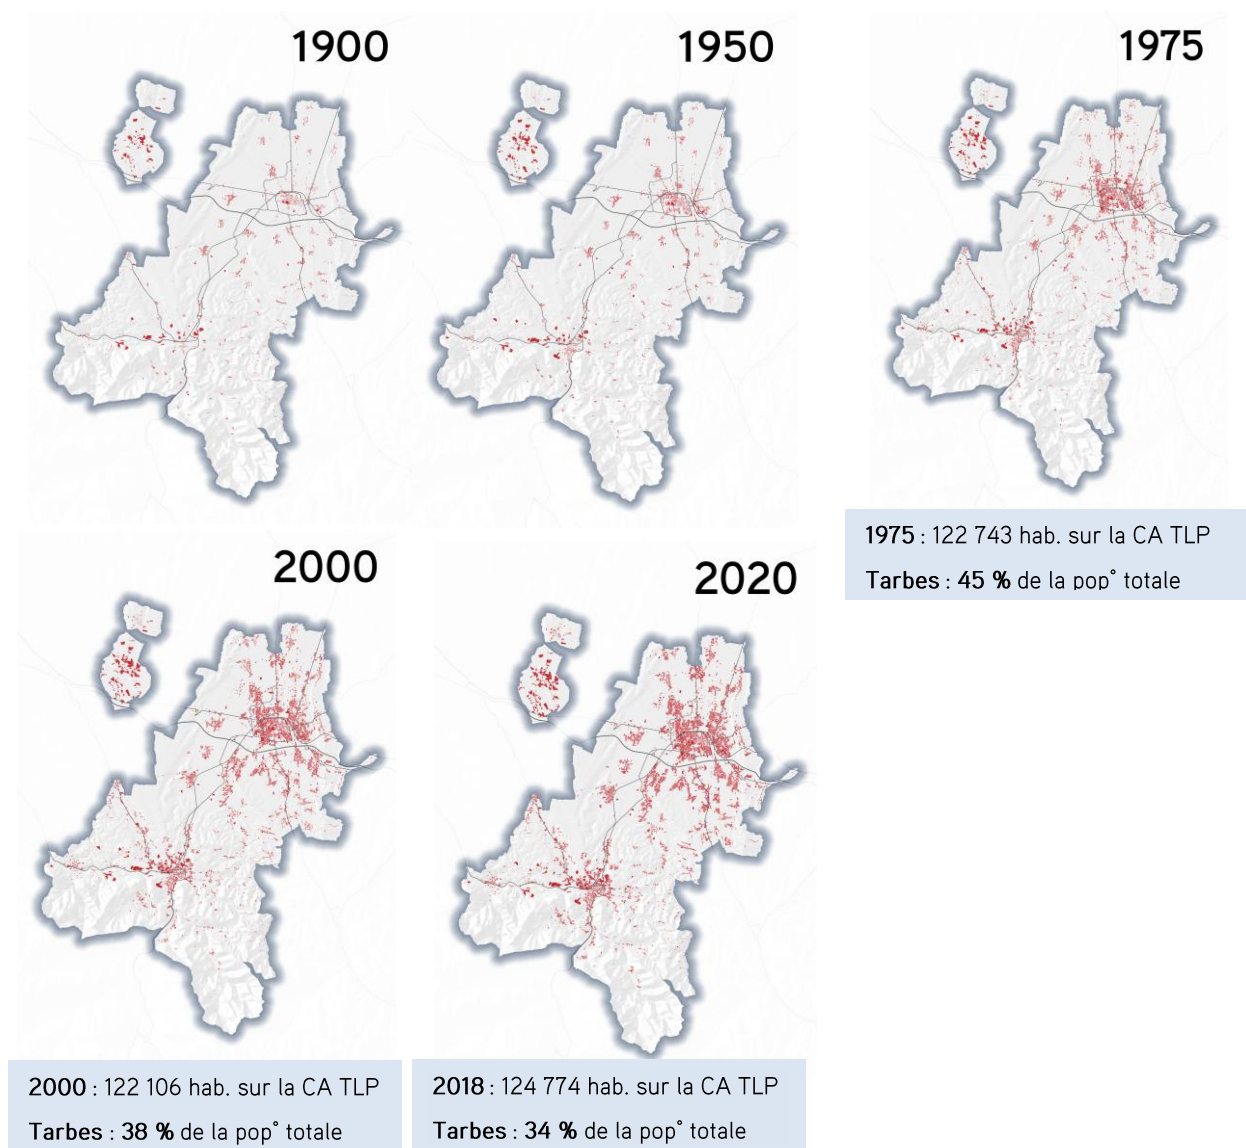 1900
1950
1975
1975 : 122 743 hab. sur la CA TLP
Tarbes : 45 % de la pop° totale
2000
2020
2000 : 122 106 hab. sur la CA TLP
Tarbes : 38 % de la pop° totale
2018 : 124 774 hab. sur la CA TLP
Tarbes : 34 % de la pop° totale